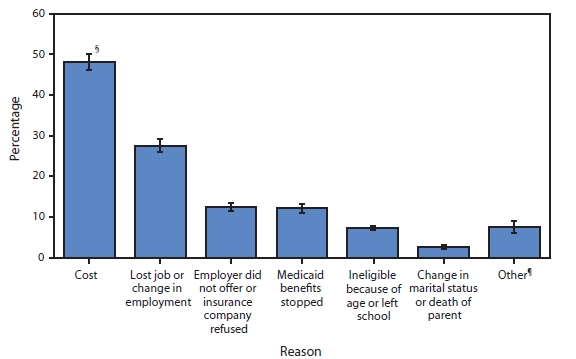 Percentage
60
50
40
30
20
10
0
§
Cost
Lost job or
change in
employment
Employer did
not offer or
insurance
company
refused
Medicaid
benefits
stopped
Ineligible
because of
age or left
school
Change in
marital status
or death of
parent
Other¶
Reason